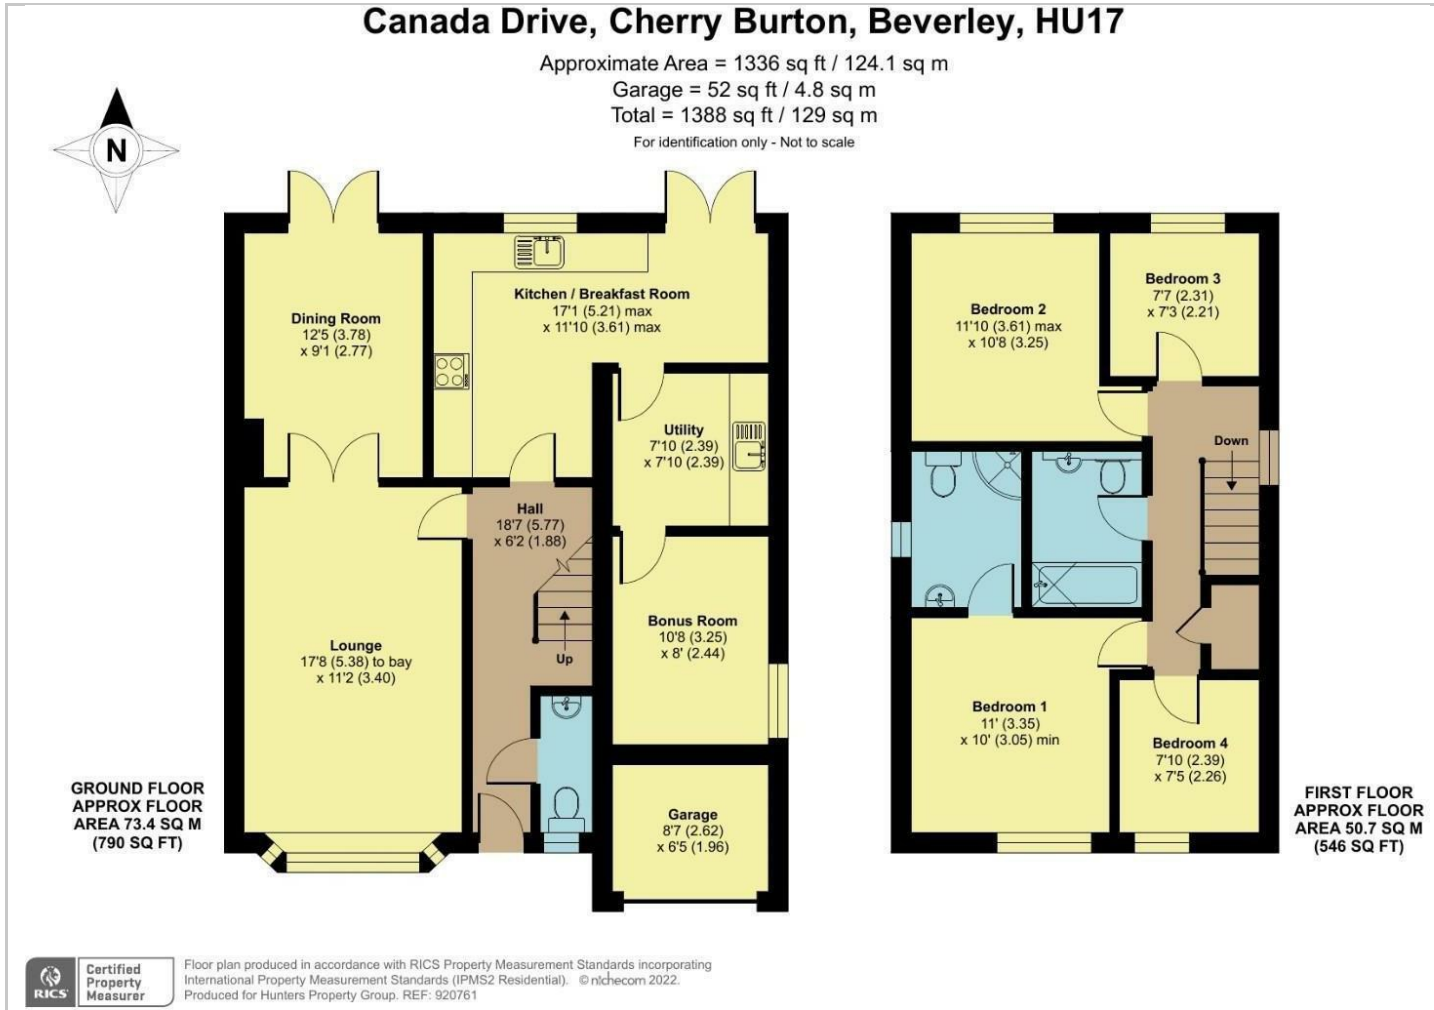 Canada Drive, Cherry Burton, Beverley, HU17
Approximate Area = 1336 sq ft / 124.1 sq m
Garage = 52 sq ft / 4.8 sq m
Total = 1388 sq ft / 129 sq m
For identification only - Not to scale
N
Dining Room
12'5 (3.78)
x 9'1 (2.77)
Kitchen / Breakfast Room
17'1 (5.21) max
x 11'10 (3.61) max
Utility
7'10 (2.39)
x 7'10 (2.39)
Hall
18'7 (5.77)
x 6'2 (1.88)
Up
Lounge
17'8 (5.38) to bay
x 11'2 (3.40)
Bonus Room
10'8 (3.25)
x 8' (2.44)
Garage
8'7 (2.62)
x 6'5 (1.96)
GROUND FLOOR
APPROX FLOOR
AREA 73.4 SQ M
(790 SQ FT)
Bedroom 2
11'10 (3.61) max
x 10'8 (3.25)
Bedroom 3
7'7 (2.31)
x 7'3 (2.21)
Down
Bedroom 1
11' (3.35)
x 10' (3.05) min
Bedroom 4
7'10 (2.39)
x 7'5 (2.26)
FIRST FLOOR
APPROX FLOOR
AREA 50.7 SQ M
(546 SQ FT)
RICS
Certified
Property
Measurer
Floor plan produced in accordance with RICS Property Measurement Standards incorporating
International Property Measurement Standards (IPMS2 Residential). © nichecom 2022.
Produced for Hunters Property Group. REF: 920761